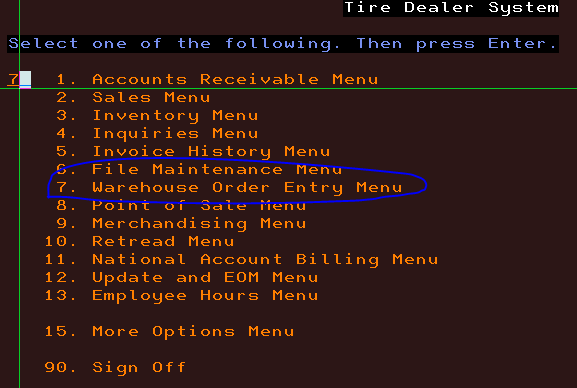 Tire Dealer System
Select one of the following. Then press Enter.
7 1. Accounts Receivable Menu
2. Sales Menu
3. Inventory Menu
4. Inquiries Menu
5. Invoice History Menu
6. File Maintenance Menu
7. Warehouse Order Entry Menu
8. Point of Sale Menu
9. Merchandising Menu
10. Retread Menu
11. National Account Billing Menu
12. Update and EOM Menu
13. Employee Hours Menu
15. More Options Menu
90. Sign Off